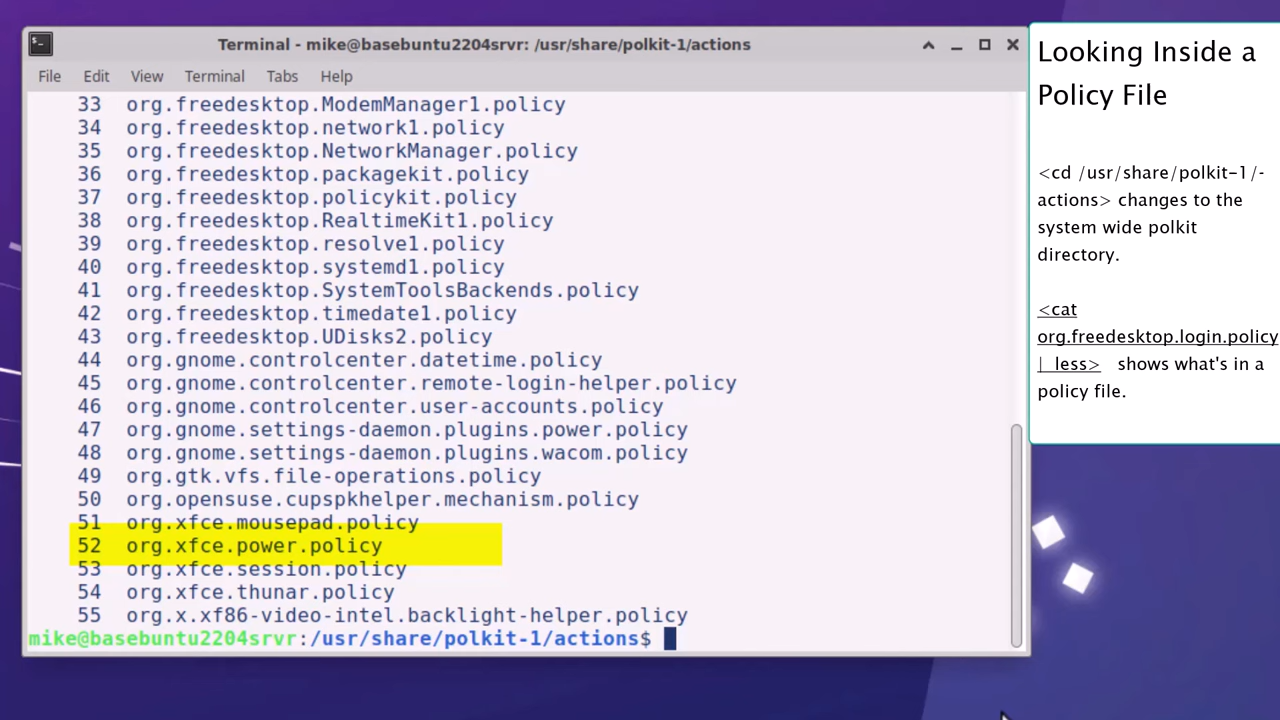 Terminal - mike@basebuntu2204srvr: /usr/share/polkit-1/actions
File Edit View Terminal Tabs Help
33 org.freedesktop.ModemManager1.policy
34 org.freedesktop.network1.policy
35 org.freedesktop.NetworkManager.policy
36 org.freedesktop.packagekit.policy
37 org.freedesktop.policykit.policy
38 org.freedesktop.RealtimeKit1.policy
39 org.freedesktop.resolve1.policy
40 org.freedesktop.systemd1.policy
41 org.freedesktop.SystemToolsBackends.policy
42 org.freedesktop.timedate1.policy
43 org.freedesktop.UDisks2.policy
44 org.gnome.controlcenter.datetime.policy
45 org.gnome.controlcenter.remote-login-helper.policy
46 org.gnome.controlcenter.user-accounts.policy
47 org.gnome.settings-daemon.plugins.power.policy
48 org.gnome.settings-daemon.plugins.wacom.policy
49 org.gtk.vfs.file-operations.policy
50 org.opensuse.cupspkhelper.mechanism.policy
51 org.xfce.mousepad.policy
52 org.xfce.power.policy
53 org.xfce.session.policy
54 org.xfce.thunar.policy
55 org.x.xf86-video-intel.backlight-helper.policy
mike@basebuntu2204srvr:/usr/share/polkit-1/actions$
Looking Inside a
Policy File
<cd /usr/share/polkit-1/-
actions> changes to the
system wide polkit
directory.
<cat
org.freedesktop.login.policy
| less> shows what's in a
policy file.